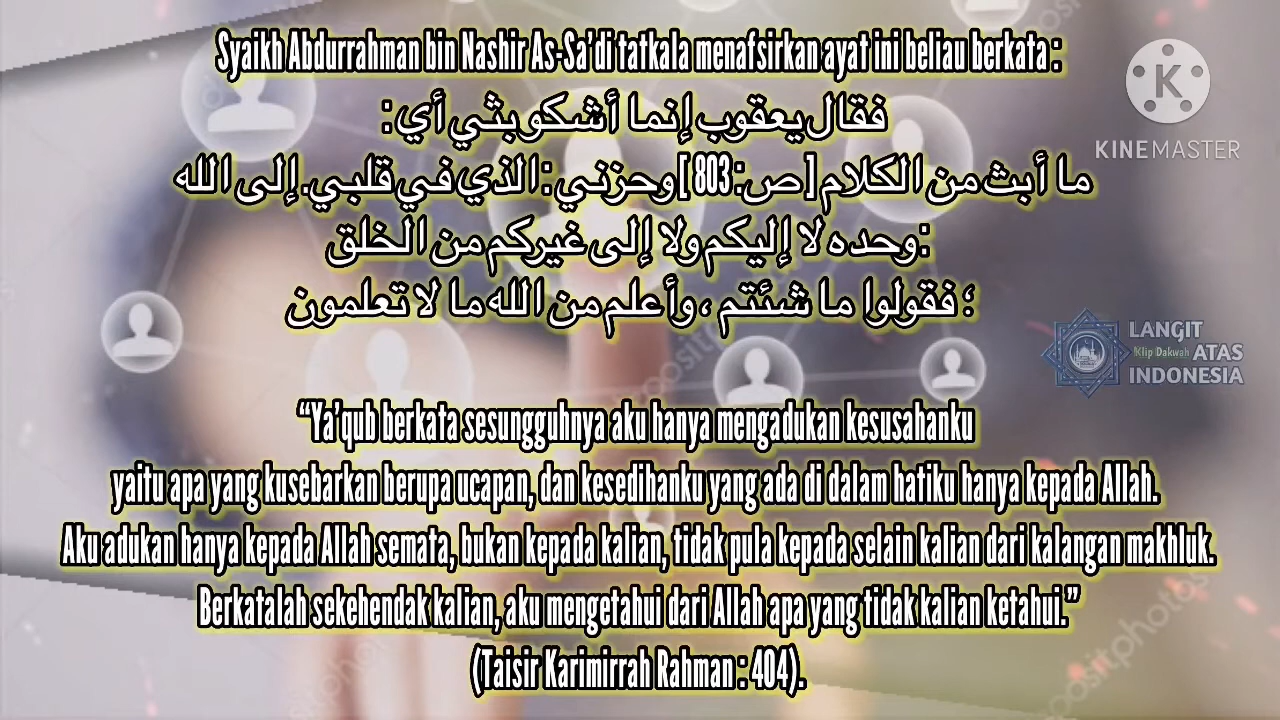 Syaikh Abdurrahman bin Nashir As-Sa'di tatkala menafsirkan ayat ini beliau berkata :
فقال يعقوب إنما أشكو بثي أي :
ما أبث من الكلام [ص: 803 ] وحزني : الذي في قلبي. إلى الله
:وحده لا إليكم ولا إلى غيركم من الخلق
؛ فقولوا ما شئتم ، وأعلم من الله ما لا تعلمون
“Ya'qub berkata sesungguhnya aku hanya mengadukan kesusahanku
yaitu apa yang kusebarkan berupa ucapan, dan kesedihanku yang ada di dalam hatiku hanya kepada Allah.
Aku adukan hanya kepada Allah semata, bukan kepada kalian, tidak pula kepada selain kalian dari kalangan makhluk.
Berkatalah sekehendak kalian, aku mengetahui dari Allah apa yang tidak kalian ketahui.”
(Taisir Karimirrah Rahman : 404).
K
KINEMASTER
LANGIT
Klip Dakwah ATAS
INDONESIA
depositphotos